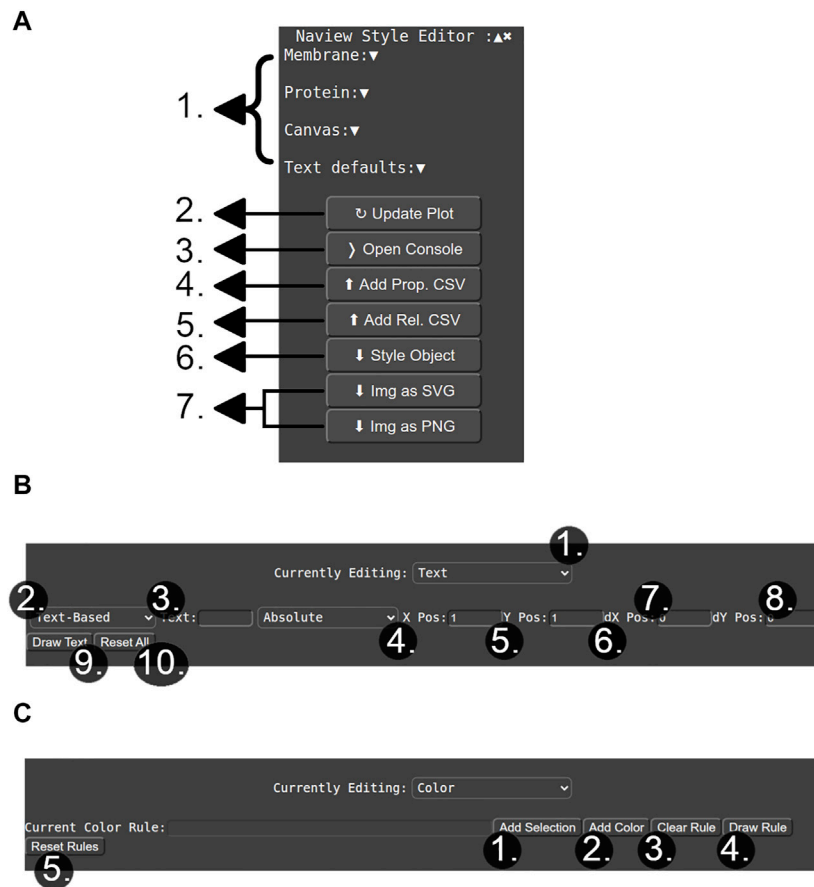 A
Naview Style Editor :▲✖
Membrane:▼
1.
Protein:▼
Canvas:▼
Text defaults:▼
2. ↻ Update Plot
3. ❭ Open Console
4. ⬆ Add Prop. CSV
5. ⬆ Add Rel. CSV
6. ⬇ Style Object
7. ⬇ Img as SVG
⬇ Img as PNG
B
1.
Currently Editing: Text
2. 3. 7. 8.
Text-Based Text: Absolute X Pos: 1 Y Pos: 1 dX Pos: 0 dY Pos: 0
4. 5. 6.
Draw Text Reset All
9. 10.
C
Currently Editing: Color
Current Color Rule: Add Selection Add Color Clear Rule Draw Rule
1. 2. 3. 4.
Reset Rules
5.